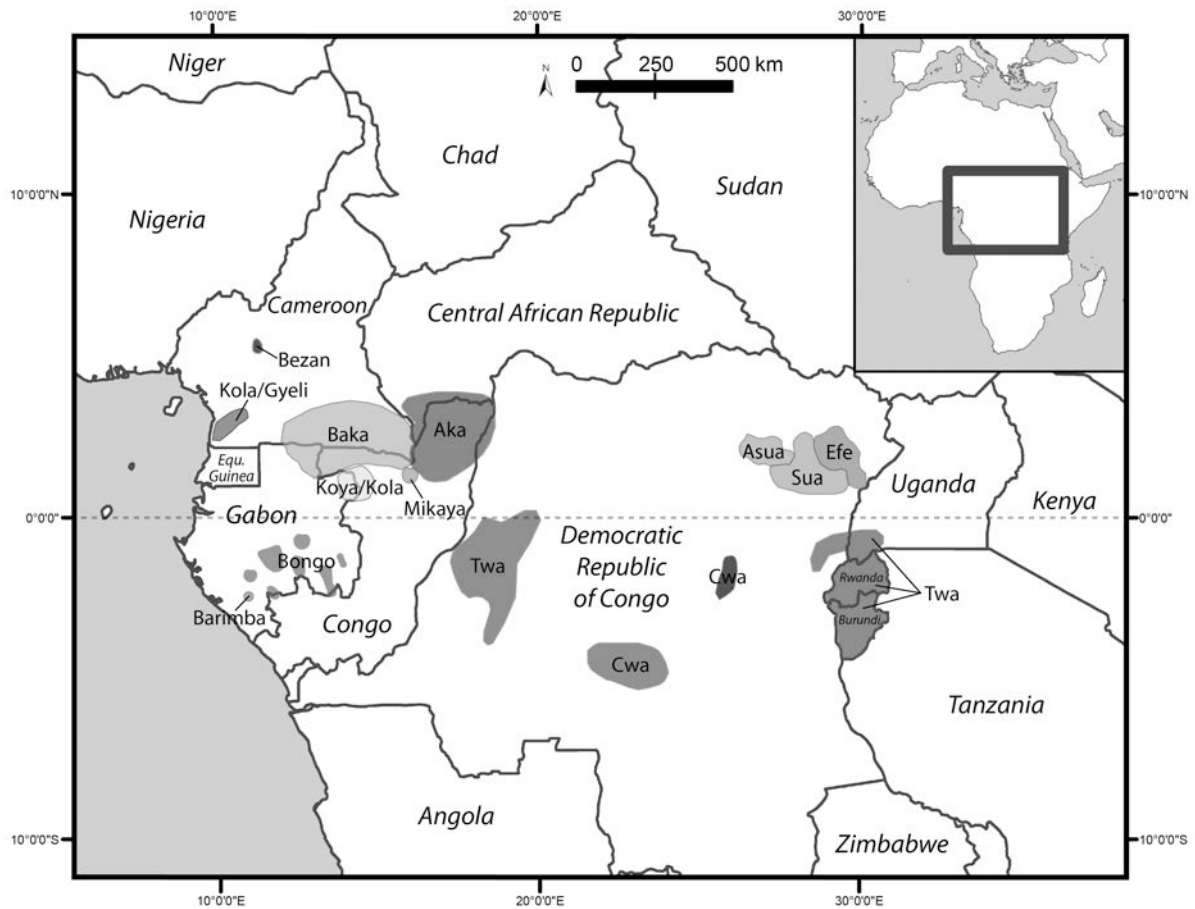 10°0'0"E
20°0'0"E
30°0'0"E
Niger
N
0 250 500 km
Chad
Sudan
10°0'0"N
10°0'0"N
Nigeria
Cameroon
Central African Republic
Bezan
Kola/Gyeli
Baka
Aka
Asua
Efe
Sua
Equ.
Guinea
Koya/Kola
Mikaya
Uganda
Kenya
Gabon
0°0'0"
0°0'0"
Democratic
Republic
of Congo
Bongo
Twa
Cwa
Rwanda
Twa
Barimba
Burundi
Congo
Cwa
Tanzania
Angola
10°0'0"S
10°0'0"S
Zimbabwe
10°0'0"E
20°0'0"E
30°0'0"E